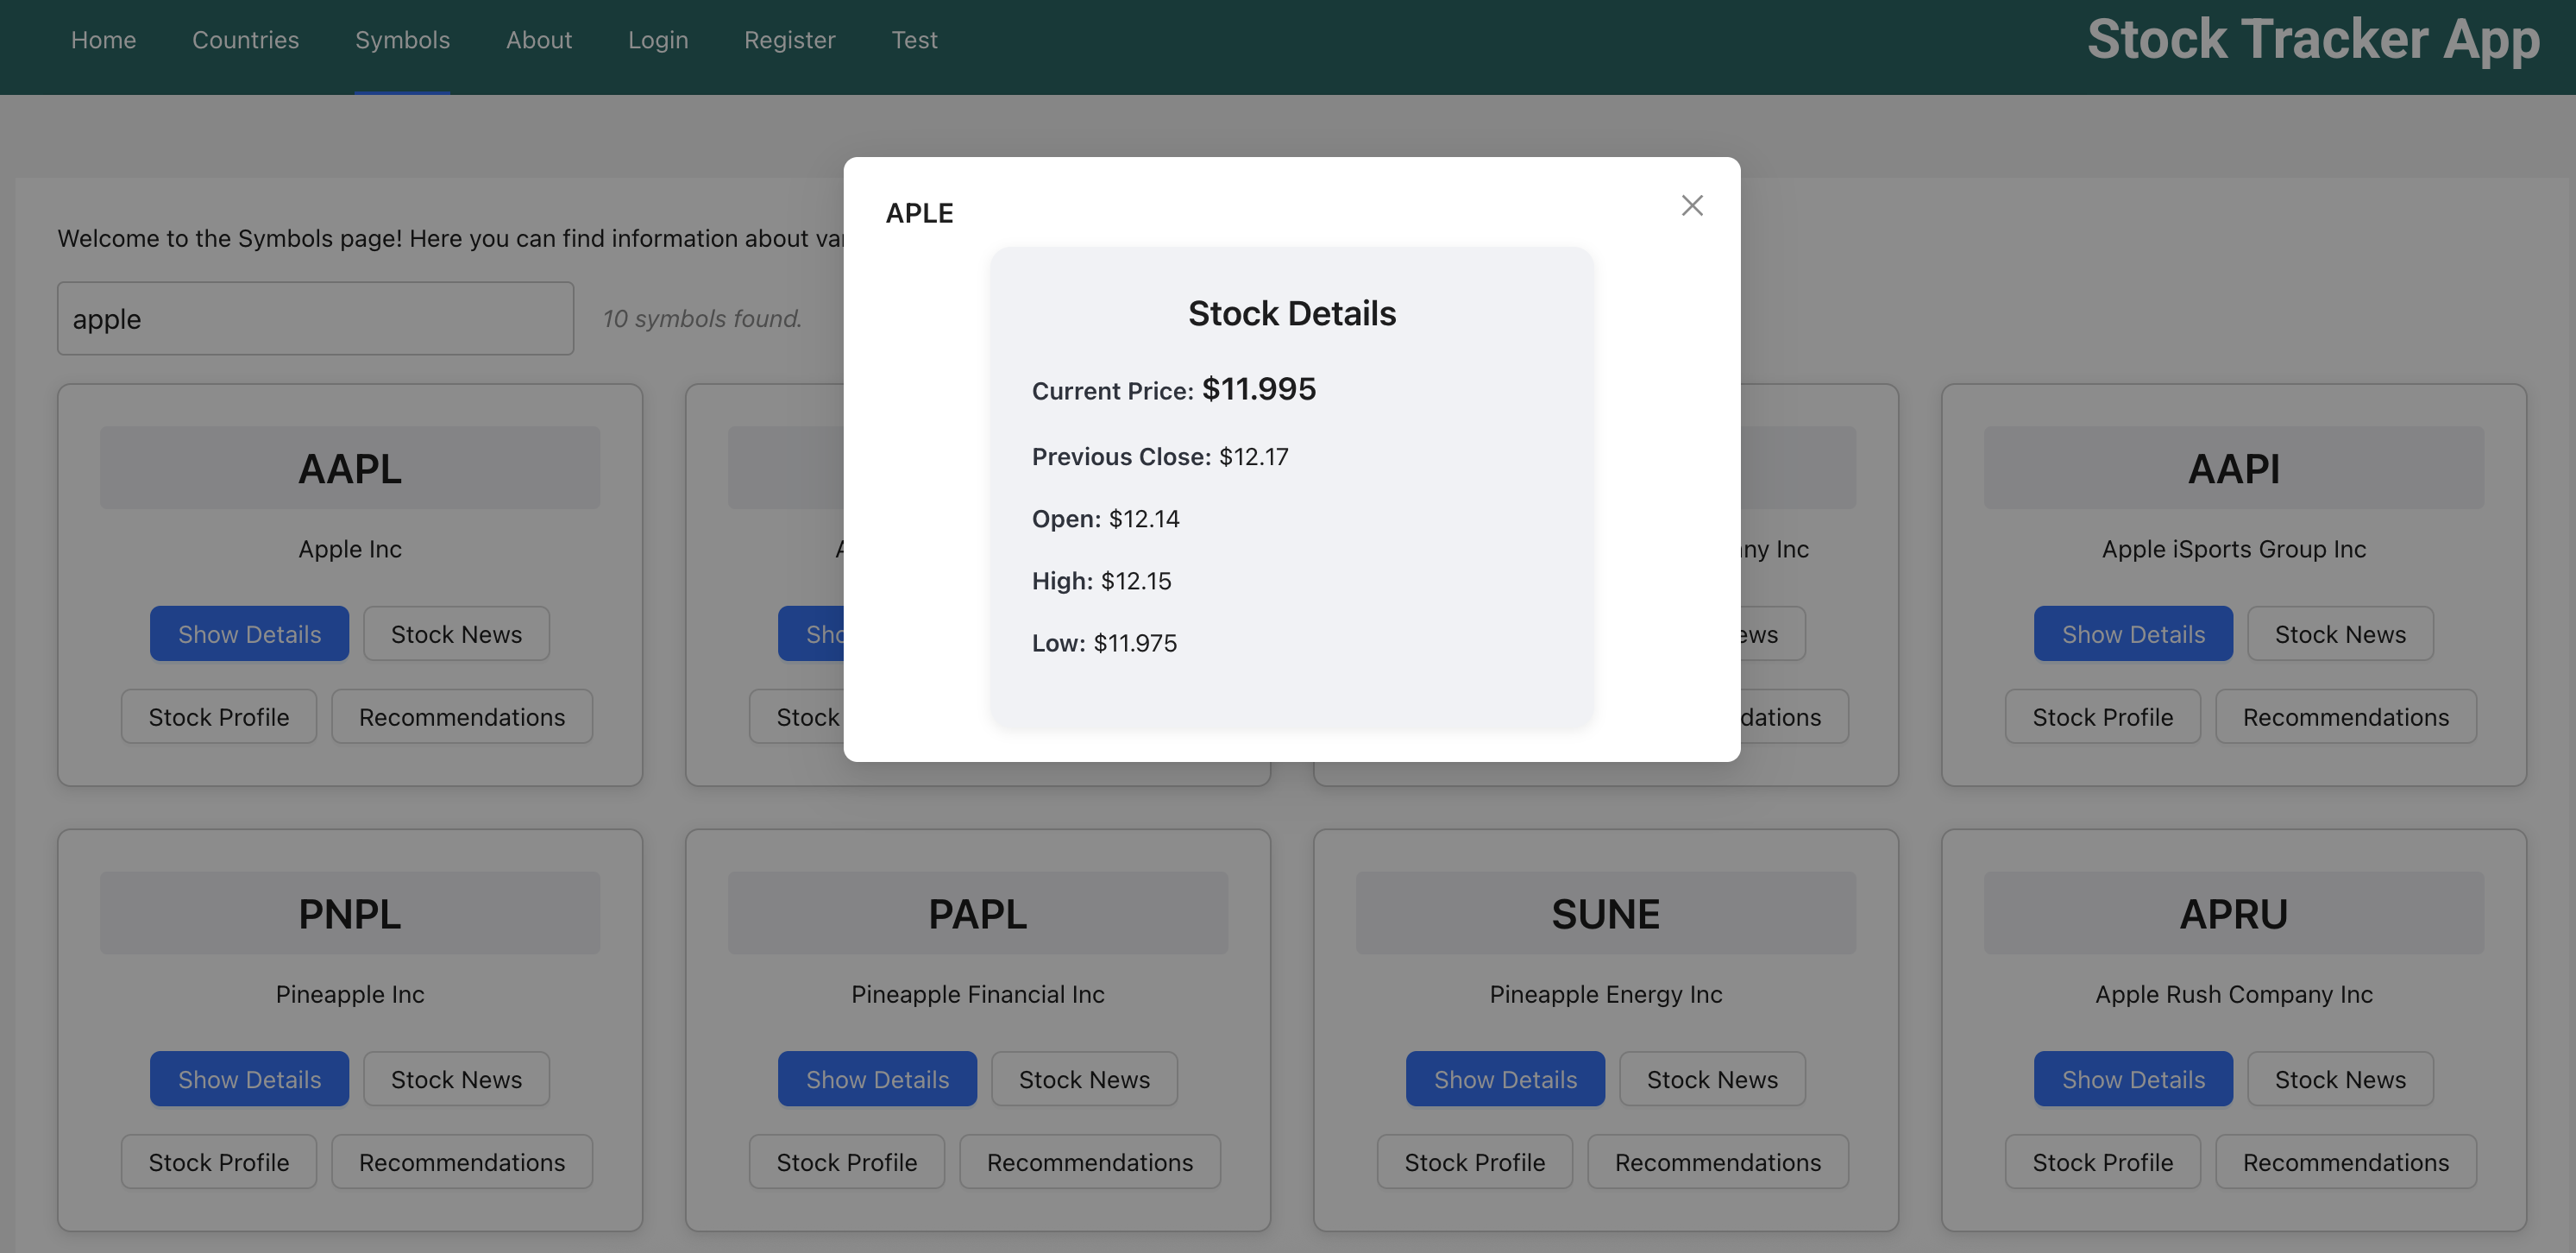 Home Countries Symbols About Login Register Test
Stock Tracker App
Welcome to the Symbols page! Here you can find information about
apple
10 symbols found.
APLE
Stock Details
Current Price: $11.995
Previous Close: $12.17
Open: $12.14
High: $12.15
Low: $11.975
AAPL
Apple Inc
Show Details Stock News
Stock Profile Recommendations
Stock
Inc
AAPI
Apple iSports Group Inc
Show Details Stock News
Stock Profile Recommendations
PNPL
Pineapple Inc
Show Details Stock News
Stock Profile Recommendations
PAPL
Pineapple Financial Inc
Show Details Stock News
Stock Profile Recommendations
SUNE
Pineapple Energy Inc
Show Details Stock News
Stock Profile Recommendations
APRU
Apple Rush Company Inc
Show Details Stock News
Stock Profile Recommendations